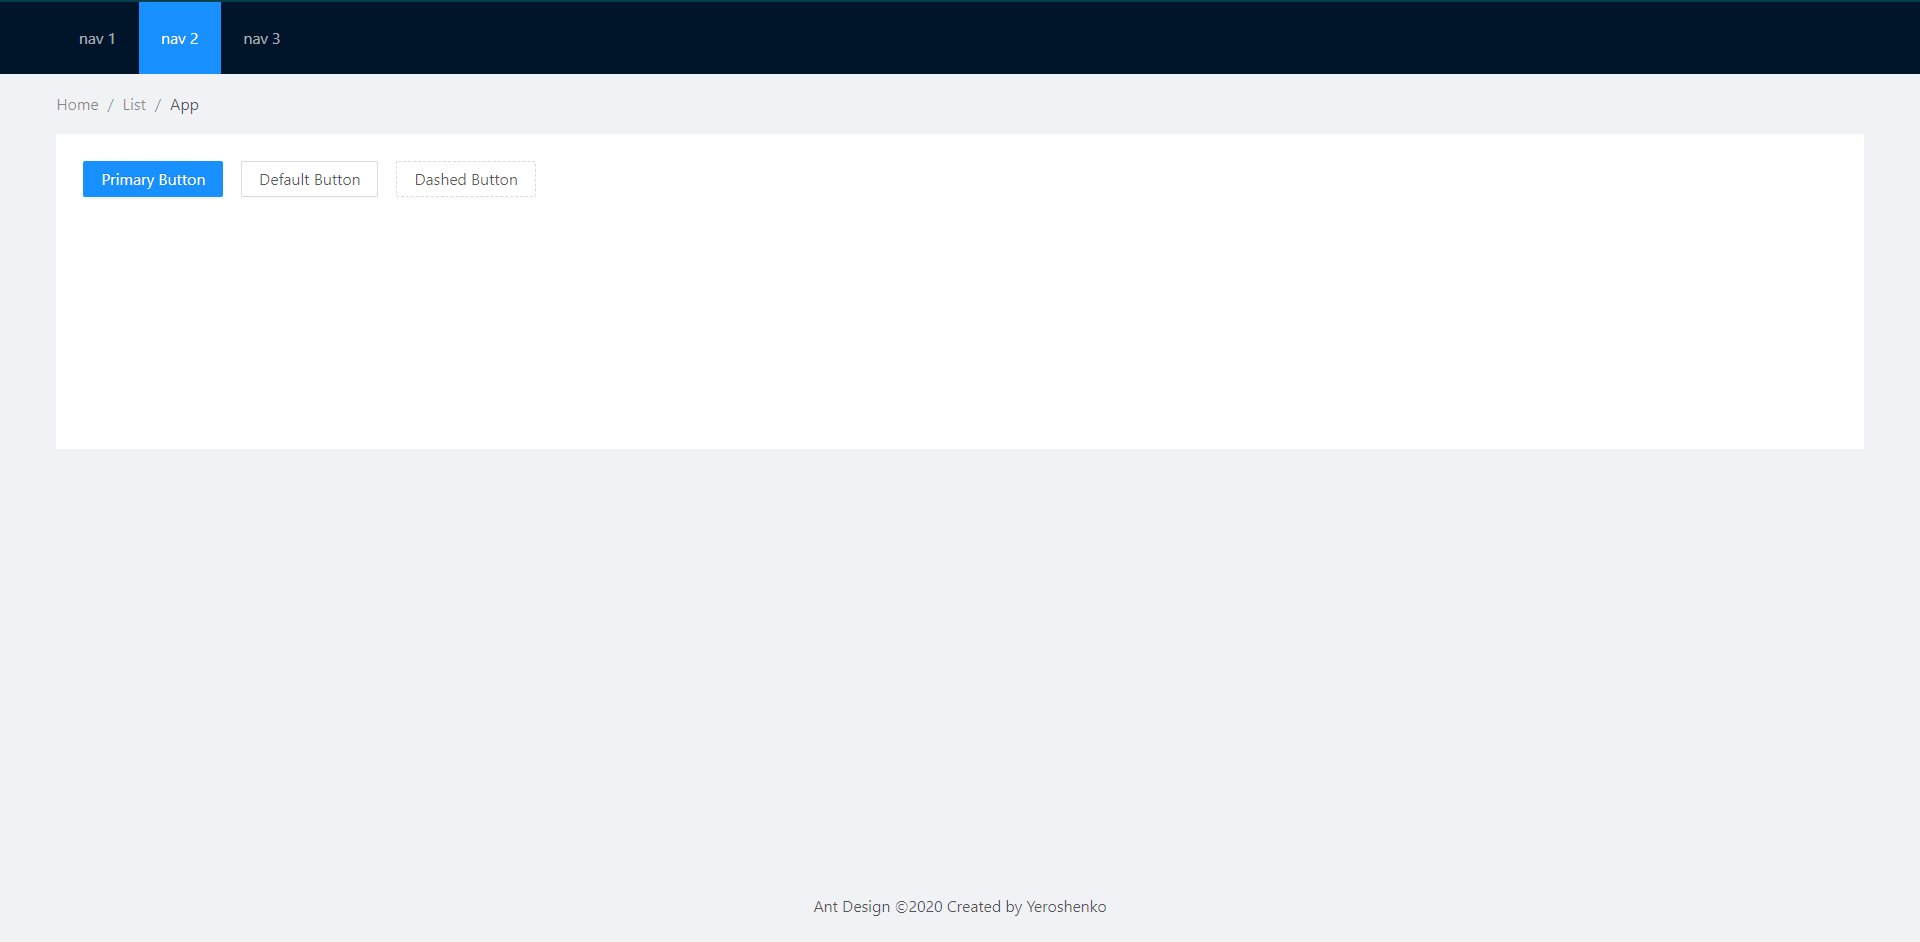 nav 1 nav 2 nav 3
Home / List / App
Primary Button Default Button Dashed Button
Ant Design ©2020 Created by Yeroshenko